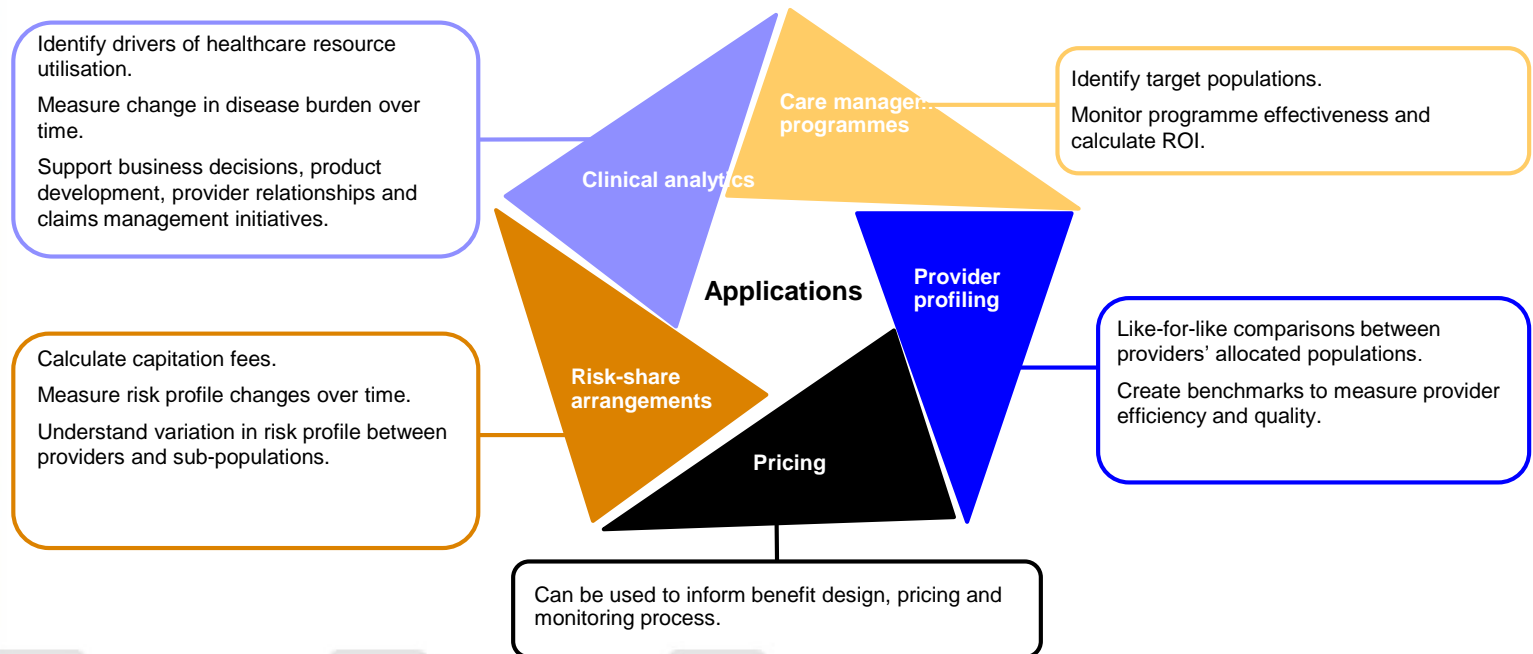 Identify drivers of healthcare resource
utilisation.
Measure change in disease burden over
time.
Support business decisions, product
development, provider relationships and
claims management initiatives.
Care managem
programmes
Identify target populations.
Monitor programme effectiveness and
calculate ROI.
Clinical analytics
Applications
Provider
profiling
Like-for-like comparisons between
providers’ allocated populations.
Create benchmarks to measure provider
efficiency and quality.
Calculate capitation fees.
Measure risk profile changes over time.
Understand variation in risk profile between
providers and sub-populations.
Risk-share
arrangements
Pricing
Can be used to inform benefit design, pricing and
monitoring process.